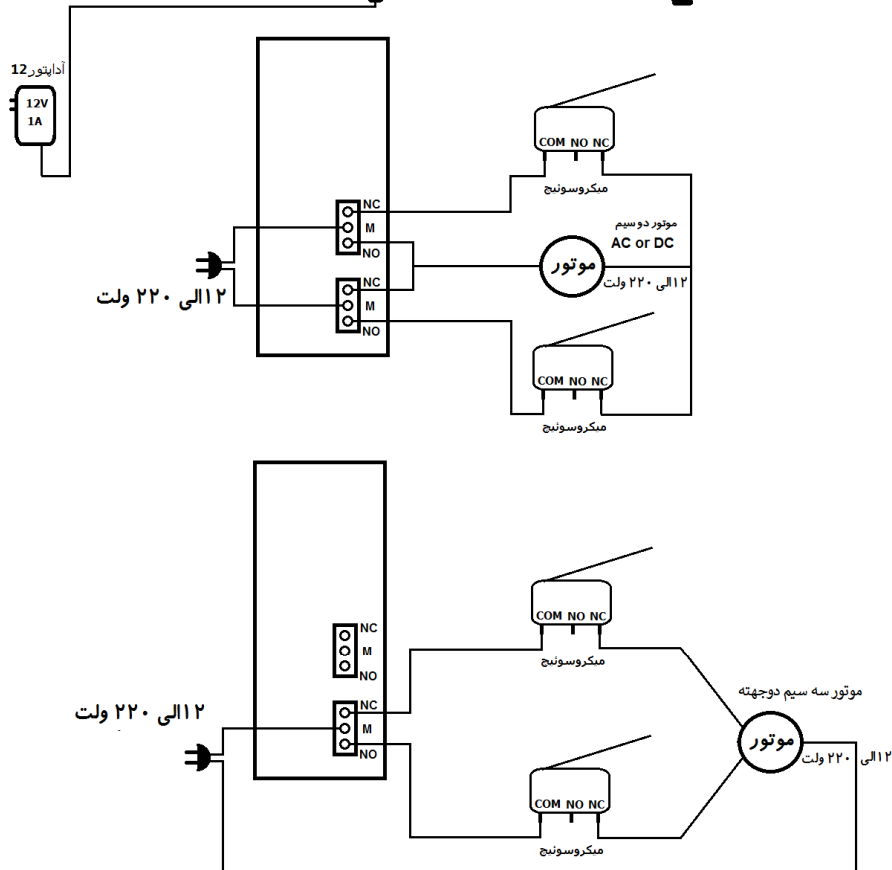 آداپتور 12
12V
1A
COM NO NC
میکروسوئیچ
NC
M
NO
موتور دو سیم
AC or DC
موتور
۱۲الی ۲۲۰ ولت
NC
M
NO
۱۲الی ۲۲۰ ولت
COM NO NC
میکروسوئیچ
COM NO NC
میکروسوئیچ
NC
M
NO
موتور سه سیم دوجهته
موتور
۱۲الی ۲۲۰ ولت
NC
M
NO
۱۲الی ۲۲۰ ولت
COM NO NC
میکروسوئیچ